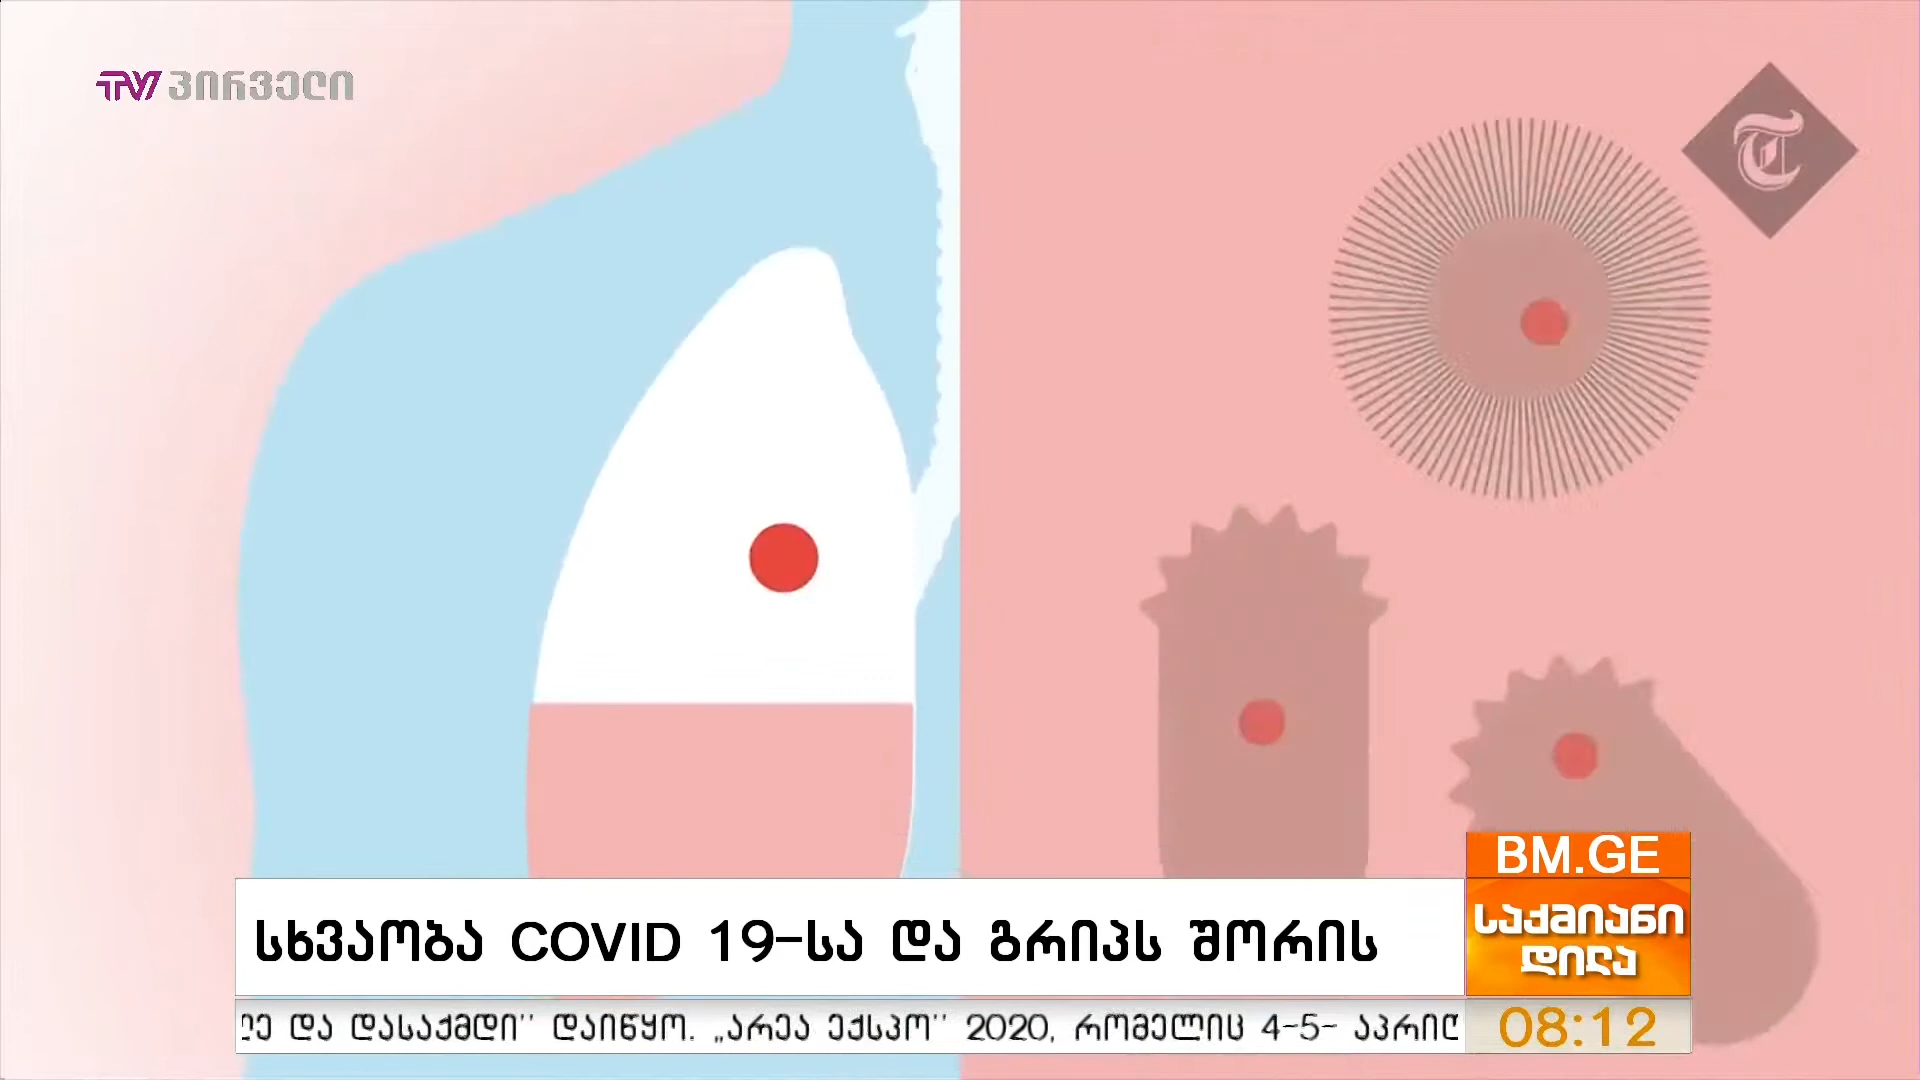 TV ᲞᲘᲠᲕᲔᲚᲘ
T
BM.GE
ᲡᲐᲥᲛᲘᲐᲜᲘ
ᲓᲘᲚᲐ
ᲡᲮᲕᲐᲝᲑᲐ COVID 19-ᲡᲐ ᲓᲐ ᲒᲠᲘᲞᲡ ᲨᲝᲠᲘᲡ
ᲓᲐ ᲓᲐᲡᲐᲥᲛᲓᲘ’’ ᲓᲐᲘᲬᲧᲝ. „ᲐᲠᲔᲐ ᲔᲥᲡᲞᲝ’’ 2020, ᲠᲝᲛᲔᲚᲘᲪ 4-5- ᲐᲞᲠᲘᲚ
08:12